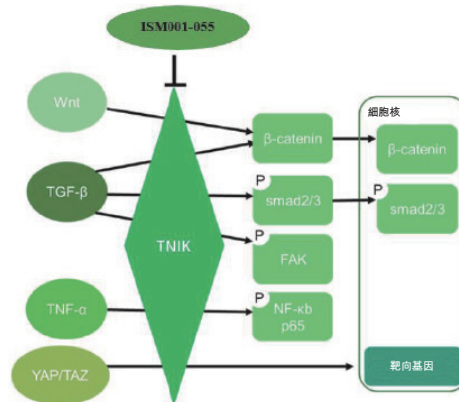 ISM001-055
Wnt
TGF-β
TNIK
TNF-α
YAP/TAZ
β-catenin
P
smad2/3
P
FAK
P
NF-κb
p65
細胞核
β-catenin
P
smad2/3
靶向基因